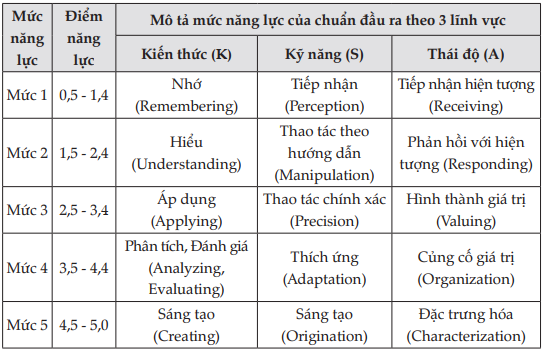 Mức năng lực
Điểm năng lực
Mô tả mức năng lực của chuẩn đầu ra theo 3 lĩnh vực
Kiến thức (K)
Kỹ năng (S)
Thái độ (A)
Mức 1
0,5 - 1,4
Nhớ
(Remembering)
Tiếp nhận
(Perception)
Tiếp nhận hiện tượng
(Receiving)
Mức 2
1,5 - 2,4
Hiểu
(Understanding)
Thao tác theo
hướng dẫn
(Manipulation)
Phản hồi với hiện
tượng (Responding)
Mức 3
2,5 - 3,4
Áp dụng
(Applying)
Thao tác chính xác
(Precision)
Hình thành giá trị
(Valuing)
Mức 4
3,5 - 4,4
Phân tích, Đánh giá
(Analyzing,
Evaluating)
Thích ứng
(Adaptation)
Củng cố giá trị
(Organization)
Mức 5
4,5 - 5,0
Sáng tạo
(Creating)
Sáng tạo
(Origination)
Đặc trưng hóa
(Characterization)